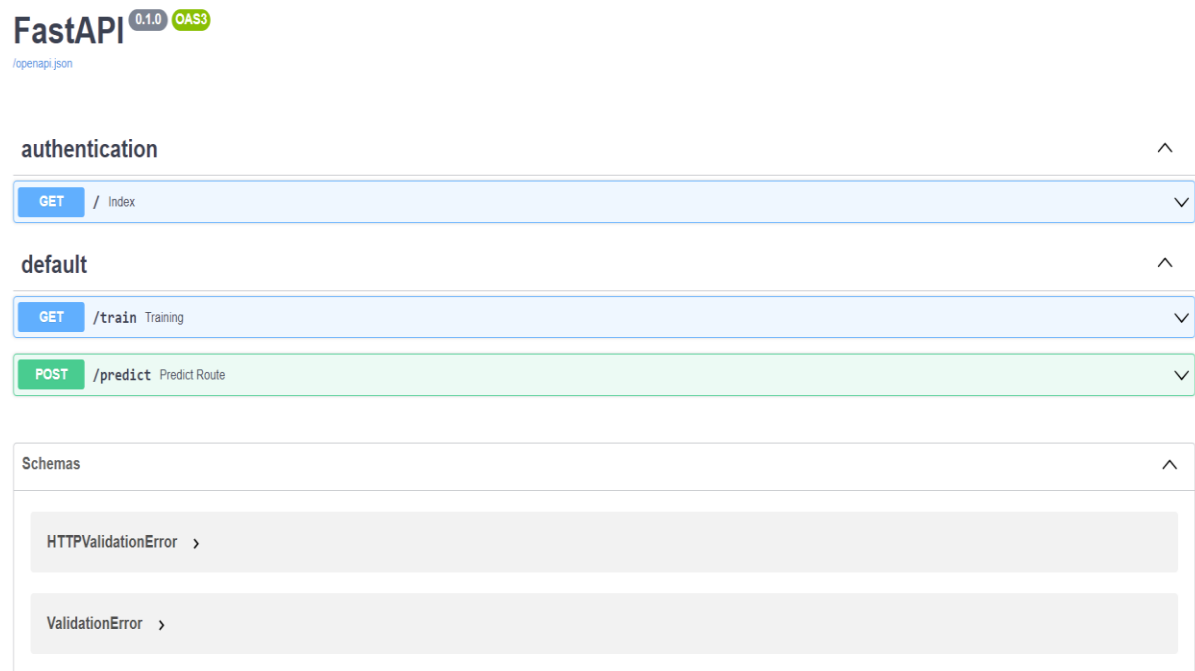 FastAPI 0.1.0 OAS3
/openapi.json
authentication
GET / Index
default
GET /train Training
POST /predict Predict Route
Schemas
HTTPValidationError
ValidationError